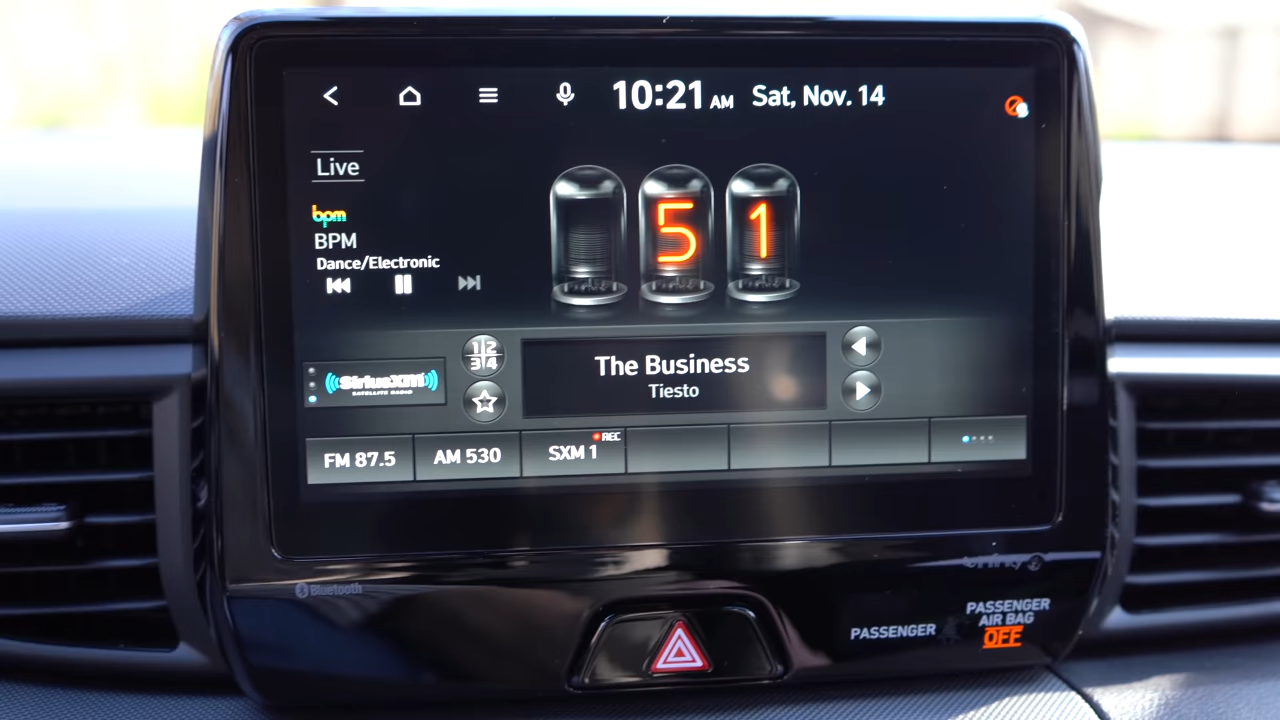 10:21 AM Sat, Nov. 14
Live
bpm
BPM
Dance/Electronic
51
1 2
3 4
The Business
Tiesto
SiriusXM
SATELLITE RADIO
FM 87.5
AM 530
SXM 1
REC
Bluetooth
PASSENGER
PASSENGER
AIR BAG
OFF